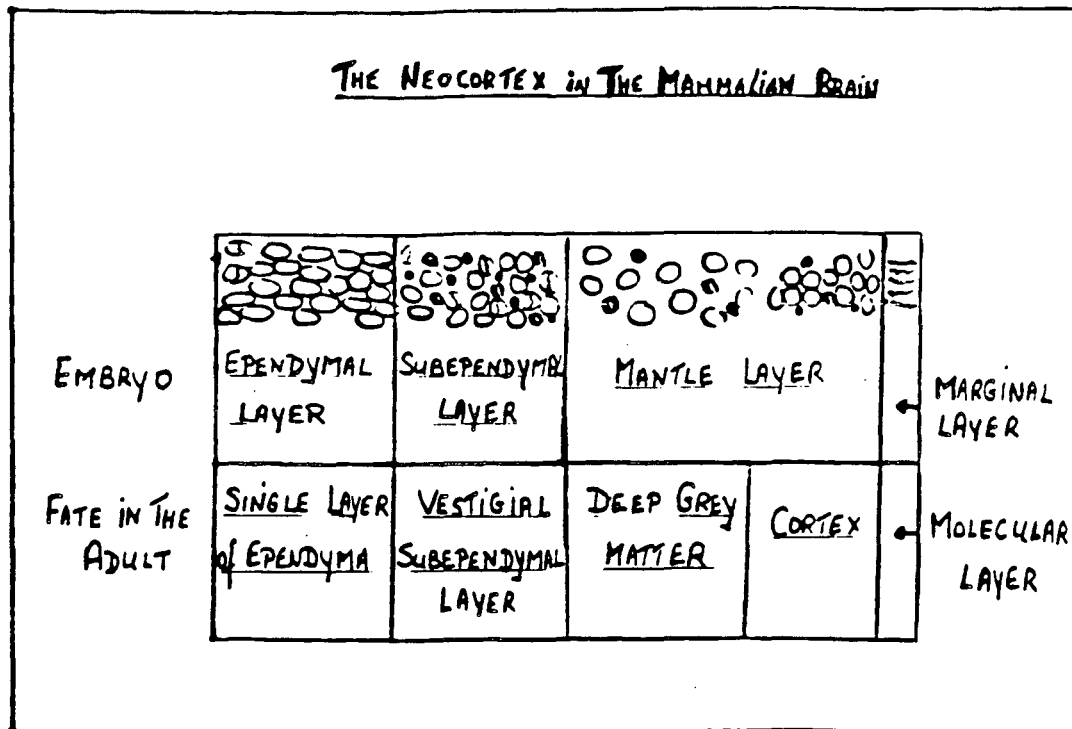 THE NEOCORTEX in THE MAMMALIAN BRAIN
EMBRYO
EPENDYMAL
LAYER
SUBEPENDYMAL
LAYER
MANTLE LAYER
MARGINAL
LAYER
FATE IN THE
ADULT
SINGLE LAYER
of EPENDYMA
VESTIGIAL
SUBEPENDYMAL
LAYER
DEEP GREY
MATTER
CORTEX
MOLECULAR
LAYER